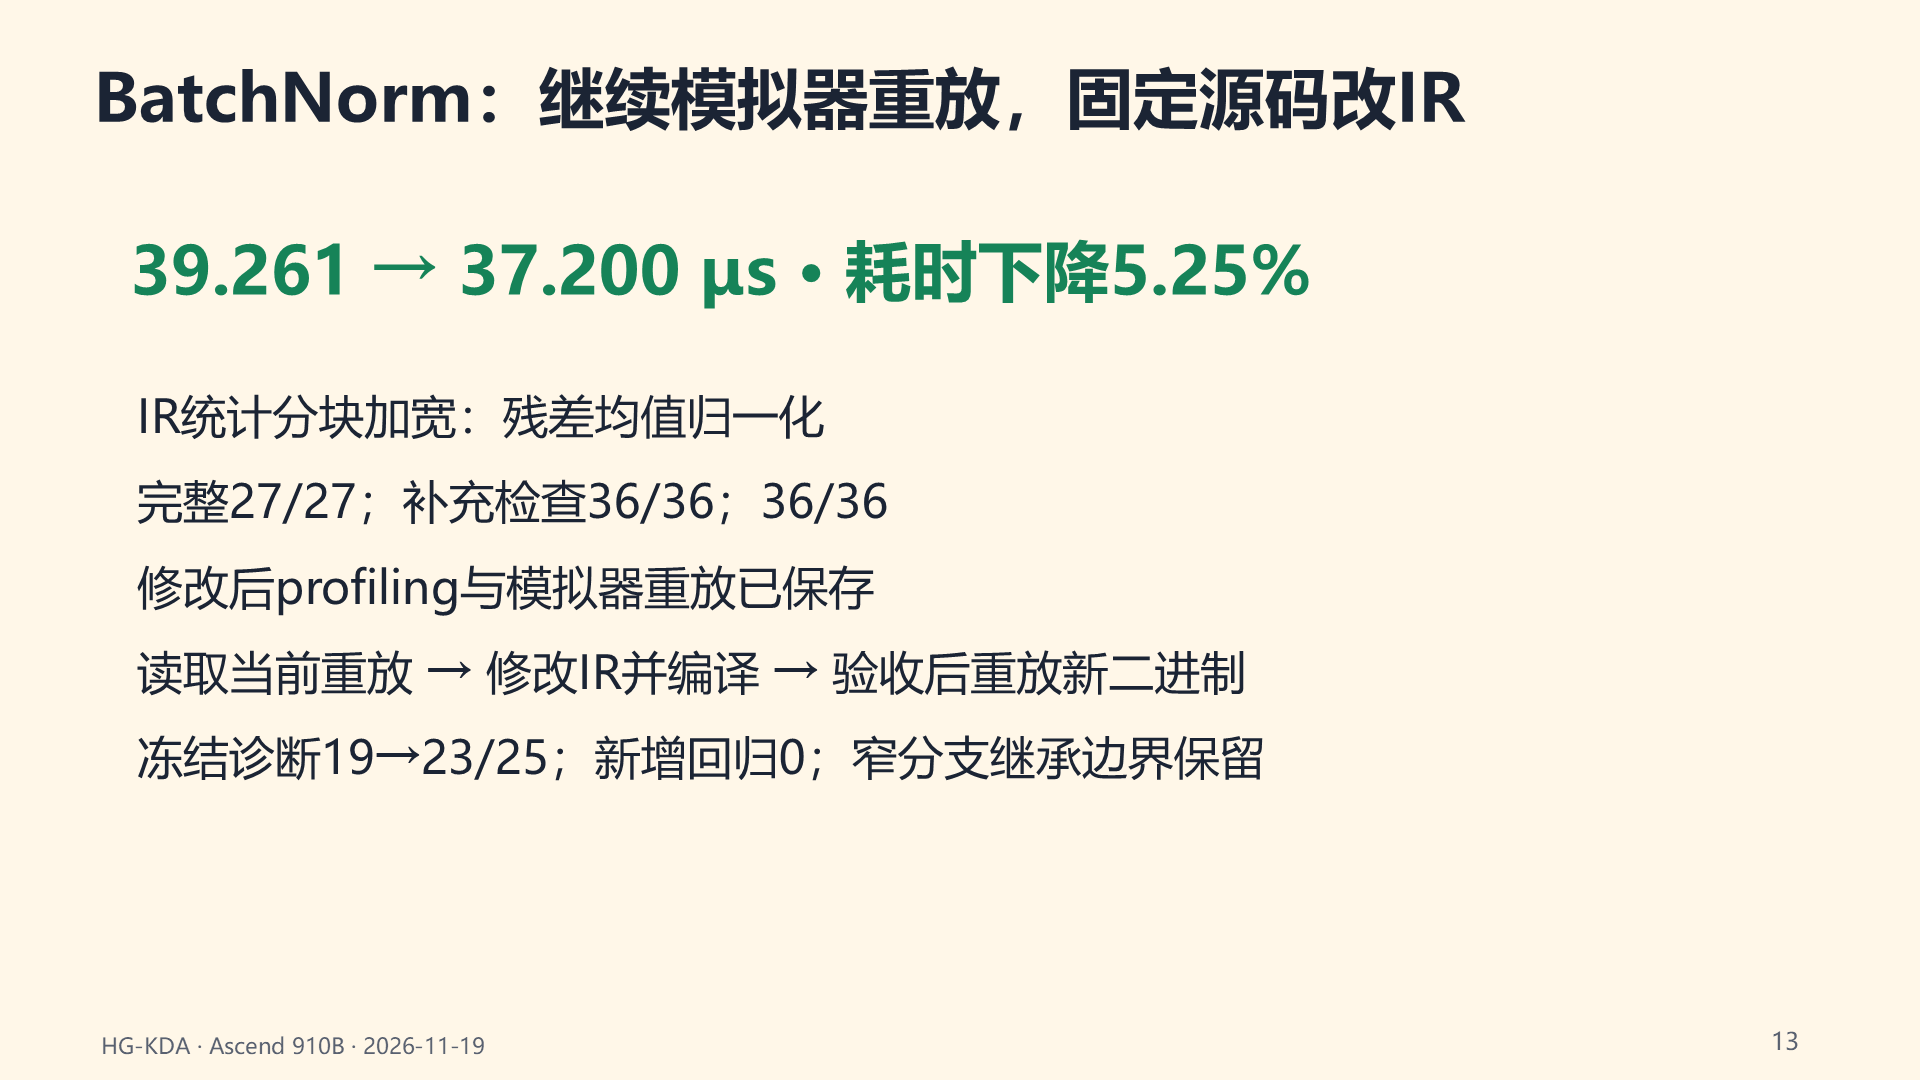 BatchNorm：继续模拟器重放，固定源码改IR
39.261 → 37.200 μs • 耗时下降5.25%
IR统计分块加宽：残差均值归一化
完整27/27；补充检查36/36；36/36
修改后profiling与模拟器重放已保存
读取当前重放 → 修改IR并编译 → 验收后重放新二进制
冻结诊断19→23/25；新增回归0；窄分支继承边界保留
HG-KDA · Ascend 910B · 2026-11-19
13